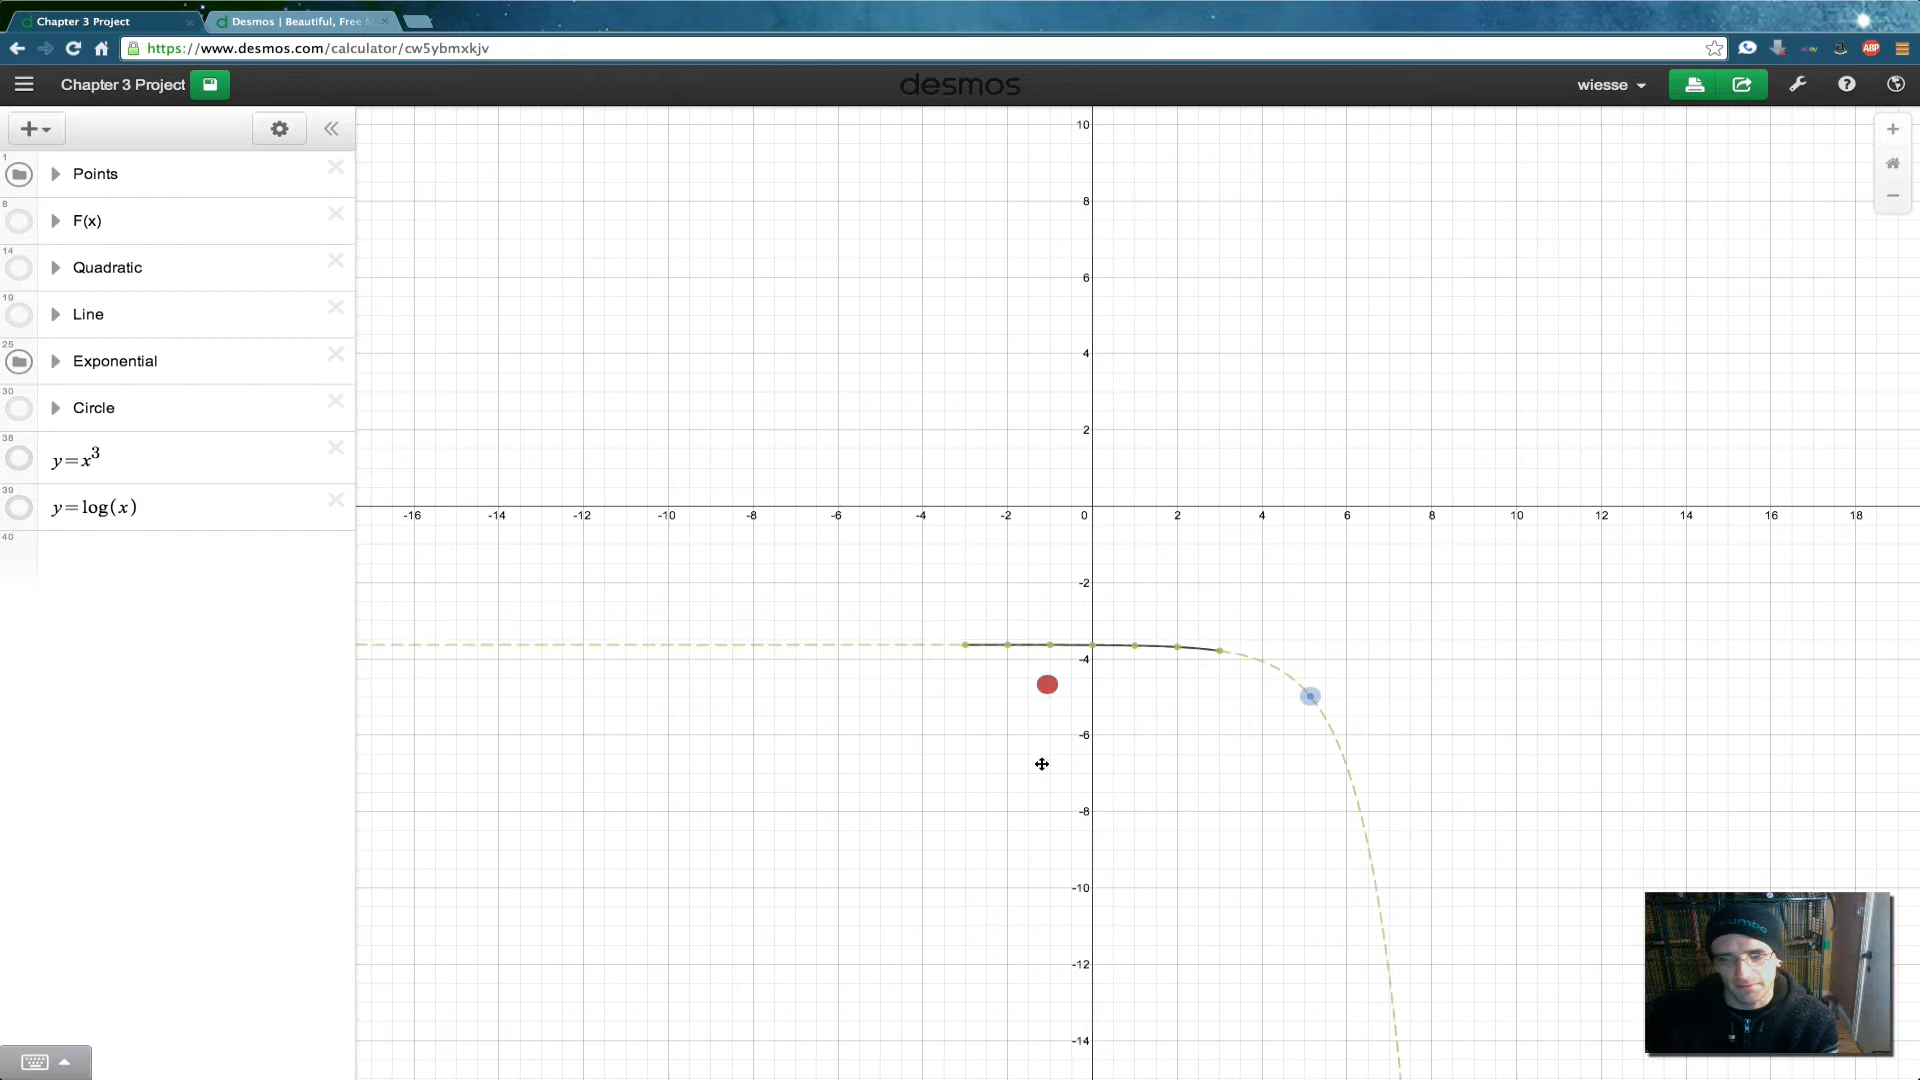 Chapter 3 Project
Desmos | Beautiful, Free M
https://www.desmos.com/calculator/cw5ybmxkjv
ABP
Chapter 3 Project
desmos
wiesse
1
Points
8
F(x)
14
Quadratic
19
Line
25
Exponential
30
Circle
38
y=x³
39
y=log(x)
40
10
8
6
4
2
-16 -14 -12 -10 -8 -6 -4 -2 0 2 4 6 8 10 12 14 16 18
-2
-4
-6
-8
-10
-12
-14